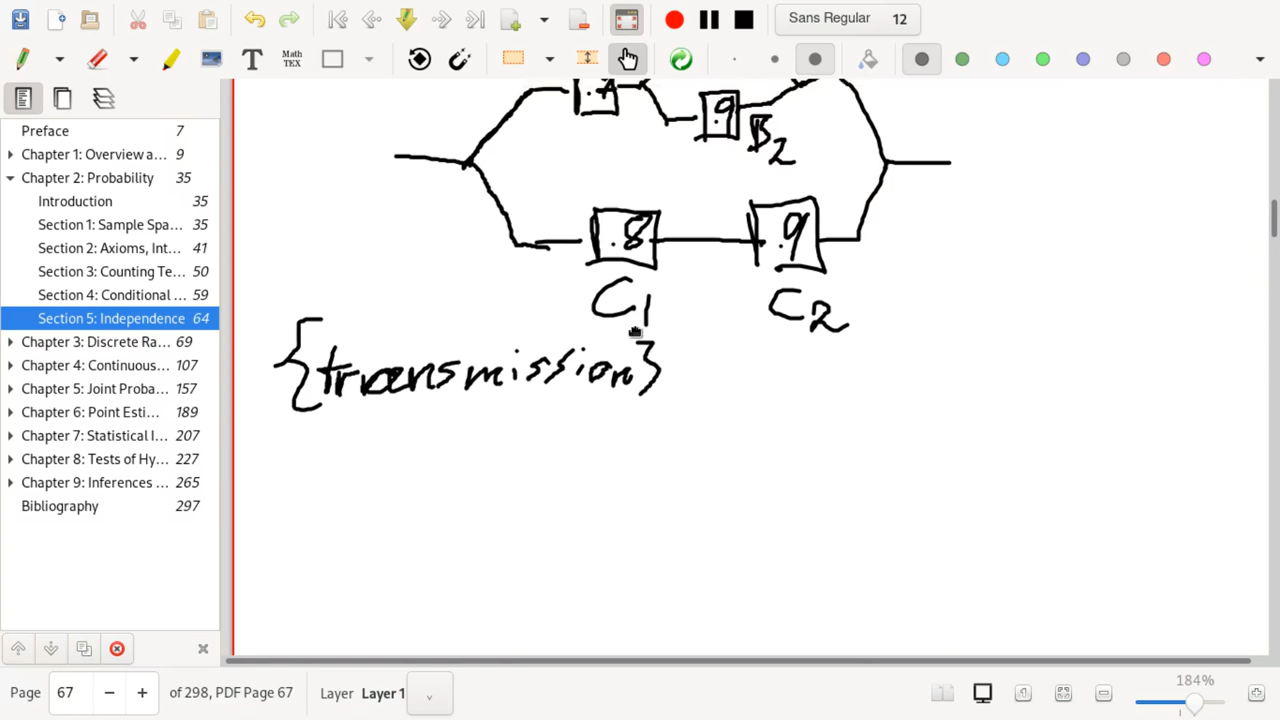 Sans Regular 12
T Math TEX
Preface 7
Chapter 1: Overview a... 9
Chapter 2: Probability 35
Introduction 35
Section 1: Sample Spa... 35
Section 2: Axioms, Int... 41
Section 3: Counting Te... 50
Section 4: Conditional ... 59
Section 5: Independence 64
Chapter 3: Discrete Ra... 69
Chapter 4: Continuous... 107
Chapter 5: Joint Proba... 157
Chapter 6: Point Esti... 189
Chapter 7: Statistical I... 207
Chapter 8: Tests of Hy... 227
Chapter 9: Inferences ... 265
Bibliography 297
.9
B2
.8 .9
C1 C2
{transmission}
Page 67 of 298, PDF Page 67 Layer Layer 1 184%